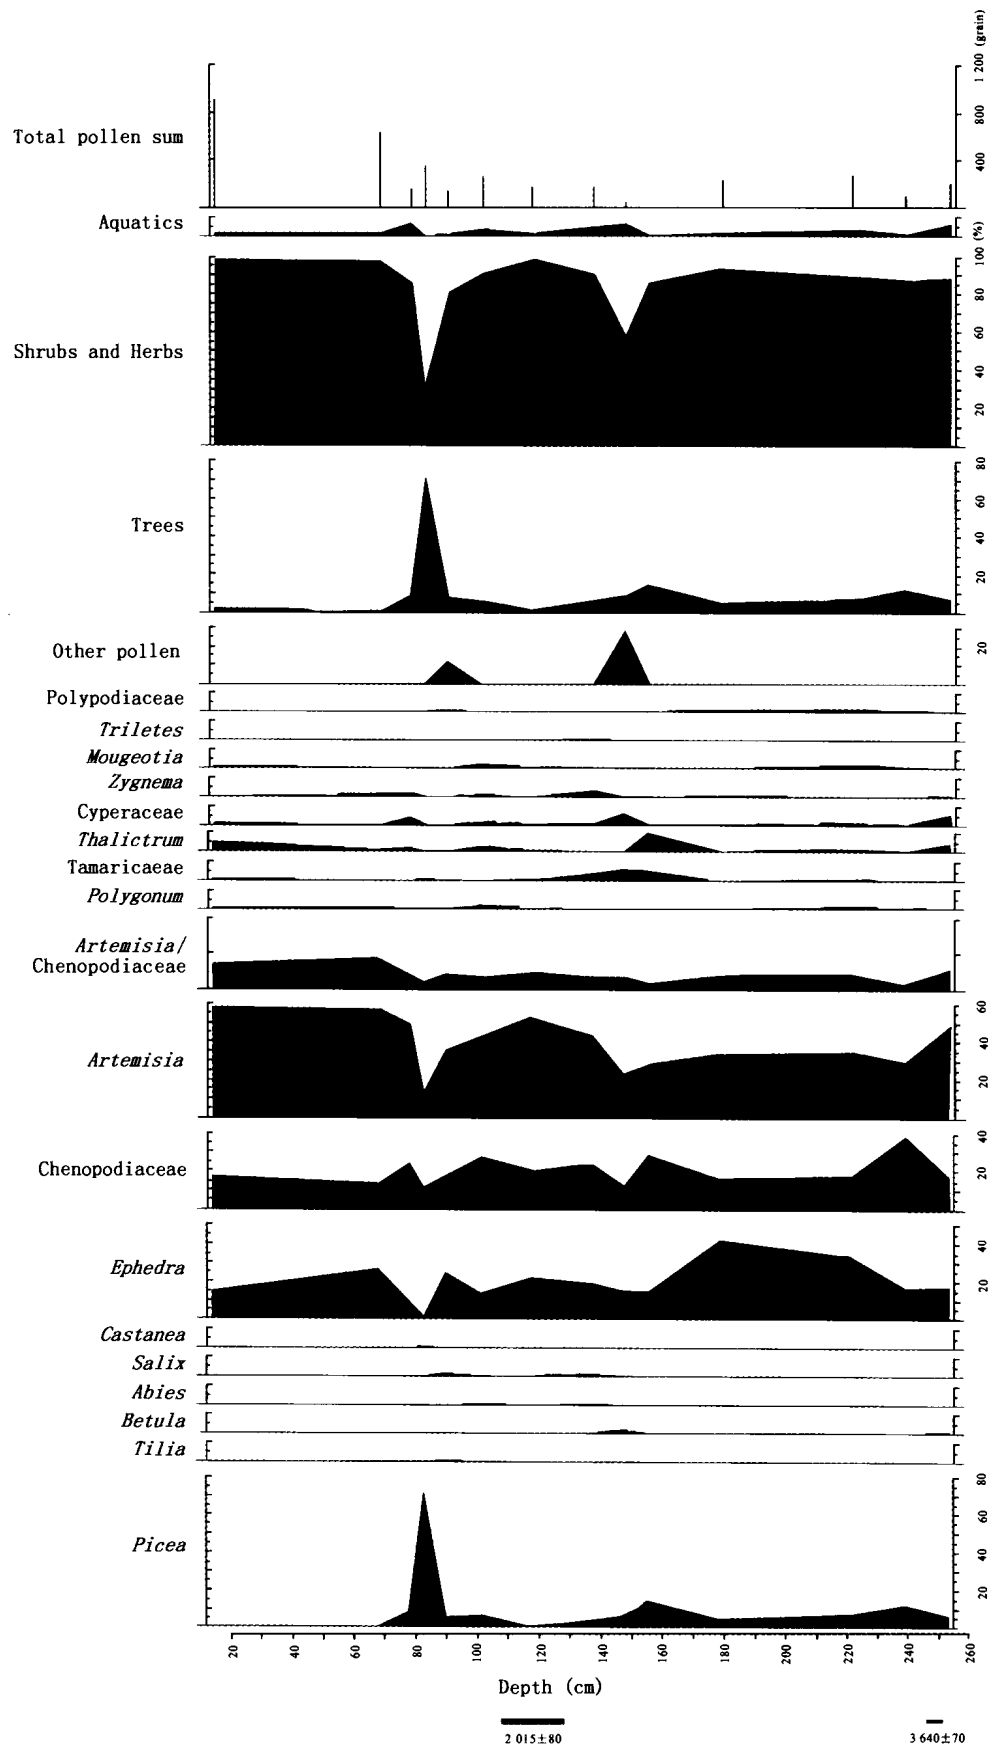 1 200 (grain)
800
400
Total pollen sum
Aquatics
(%)
100
80
60
40
20
Shrubs and Herbs
80
60
40
20
Trees
Other pollen
20
Polypodiaceae
Triletes
Mougeotia
Zygnema
Cyperaceae
Thalictrum
Tamaricaeae
Polygonum
Artemisia/
Chenopodiaceae
60
40
20
Artemisia
40
20
Chenopodiaceae
40
20
Ephedra
Castanea
Salix
Abies
Betula
Tilia
80
60
40
20
Picea
20 40 60 80 100 120 140 160 180 200 220 240 260
Depth (cm)
2 015±80 3 640±70